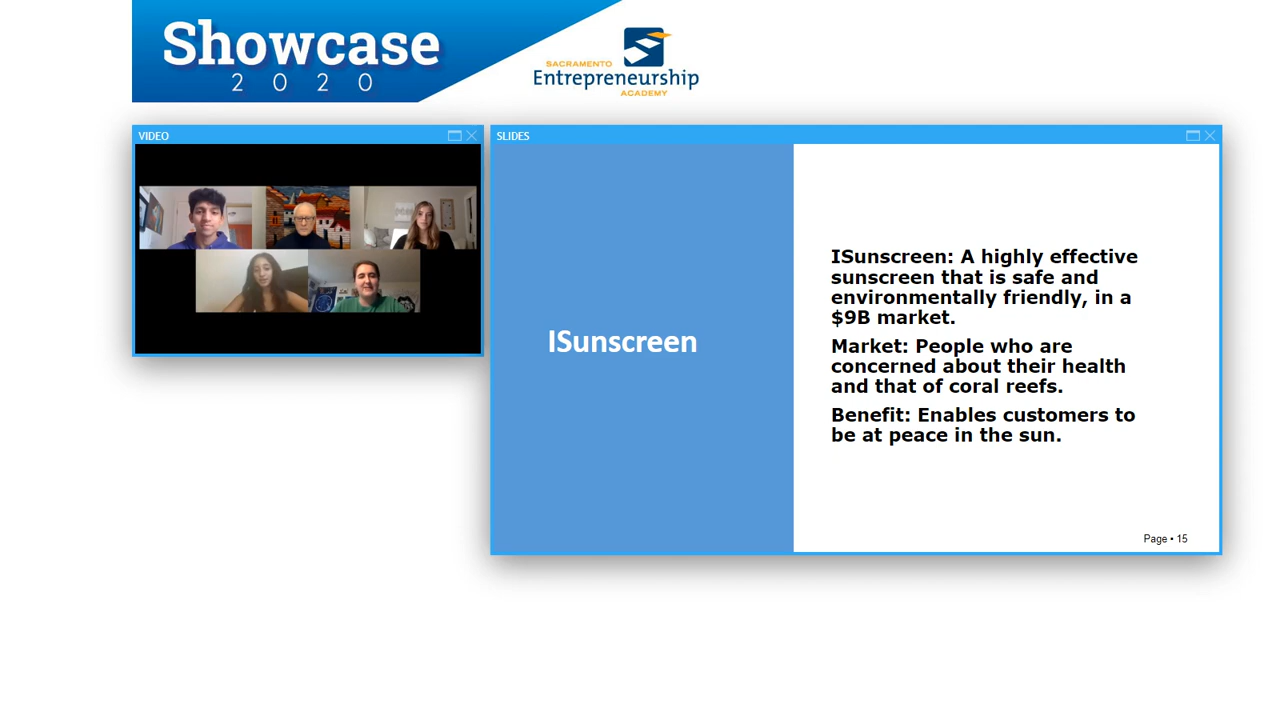 Showcase
2 0 2 0
SACRAMENTO
Entrepreneurship
ACADEMY
VIDEO
SLIDES
ISunscreen
ISunscreen: A highly effective
sunscreen that is safe and
environmentally friendly, in a
$9B market.
Market: People who are
concerned about their health
and that of coral reefs.
Benefit: Enables customers to
be at peace in the sun.
Page • 15